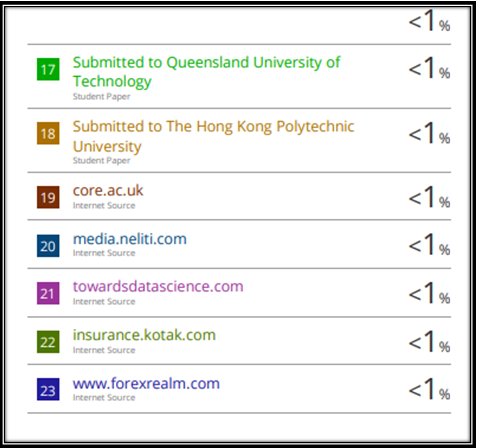 <1%
17 Submitted to Queensland University of <1%
Technology
Student Paper
18 Submitted to The Hong Kong Polytechnic <1%
University
Student Paper
19 core.ac.uk <1%
Internet Source
20 media.neliti.com <1%
Internet Source
21 towardsdatascience.com <1%
Internet Source
22 insurance.kotak.com <1%
Internet Source
23 www.forexrealm.com <1%
Internet Source